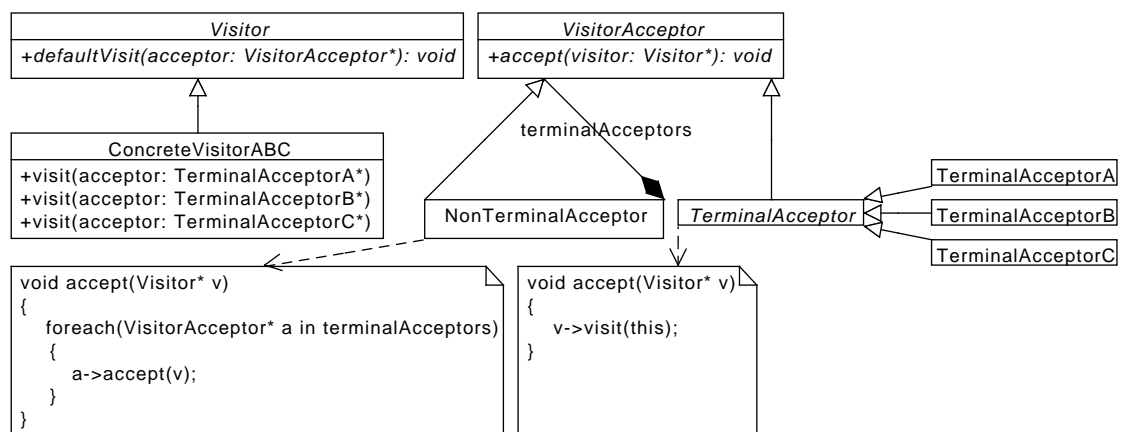 Visitor
+defaultVisit(acceptor: VisitorAcceptor*): void
VisitorAcceptor
+accept(visitor: Visitor*): void
terminalAcceptors
ConcreteVisitorABC
+visit(acceptor: TerminalAcceptorA*)
+visit(acceptor: TerminalAcceptorB*)
+visit(acceptor: TerminalAcceptorC*)
NonTerminalAcceptor
TerminalAcceptor
TerminalAcceptorA
TerminalAcceptorB
TerminalAcceptorC
void accept(Visitor* v)
{
foreach(VisitorAcceptor* a in terminalAcceptors)
{
a->accept(v);
}
}
void accept(Visitor* v)
{
v->visit(this);
}